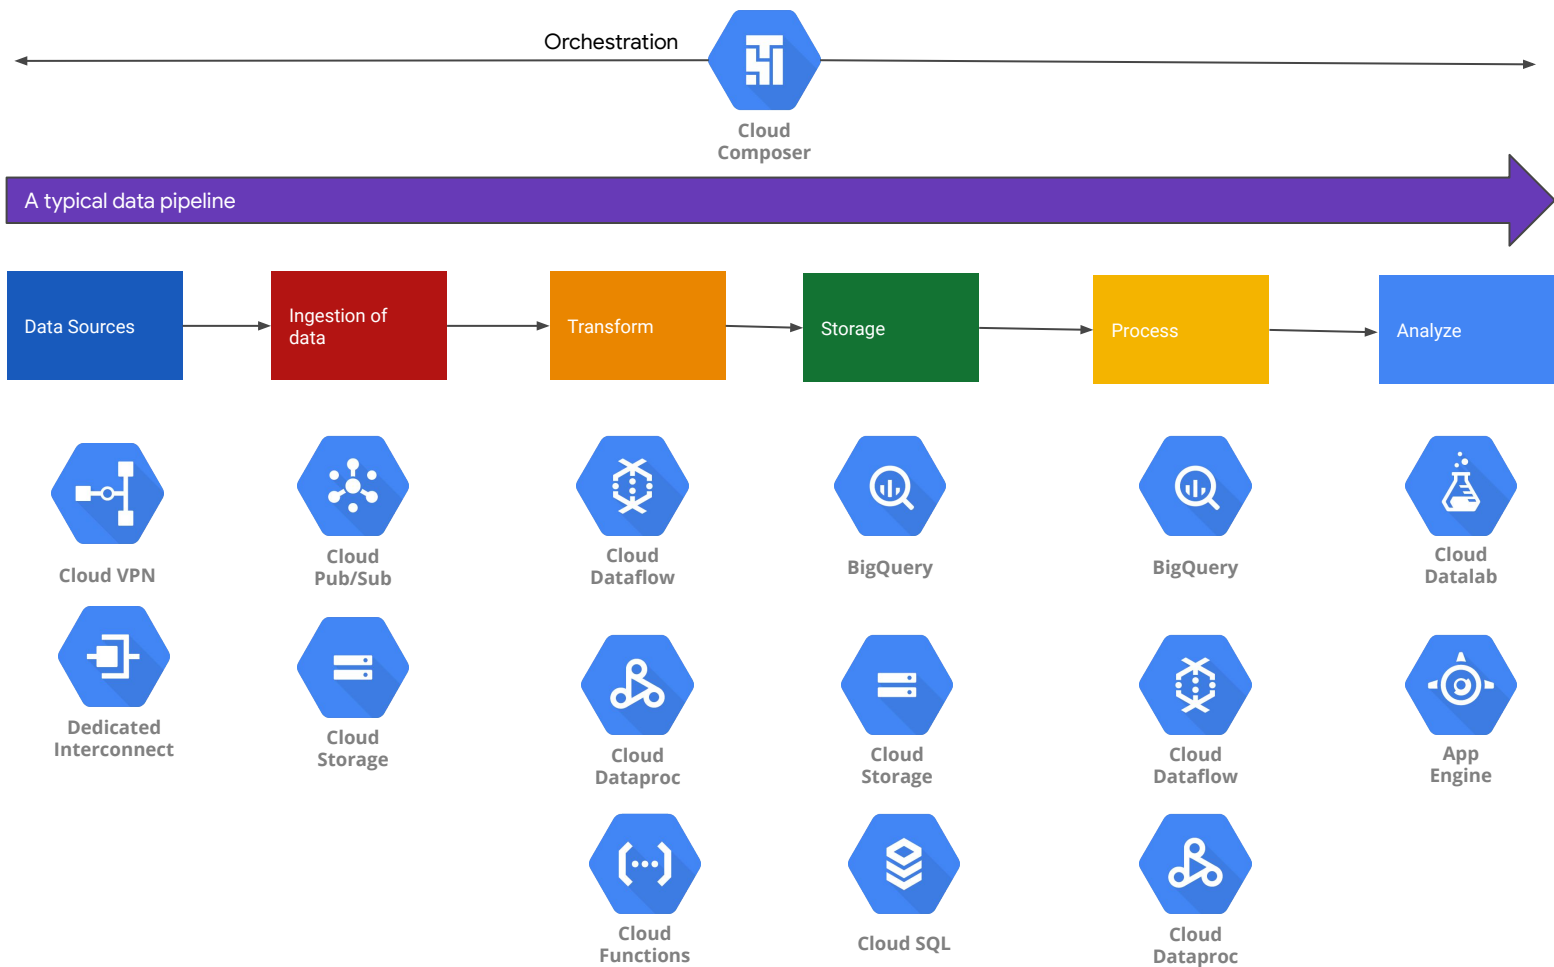 Orchestration
Cloud
Composer
A typical data pipeline
Data Sources
Ingestion of
data
Transform
Storage
Process
Analyze
Cloud VPN
Dedicated
Interconnect
Cloud
Pub/Sub
Cloud
Storage
Cloud
Dataflow
Cloud
Dataproc
Cloud
Functions
BigQuery
Cloud
Storage
Cloud SQL
BigQuery
Cloud
Dataflow
Cloud
Dataproc
Cloud
Datalab
App
Engine